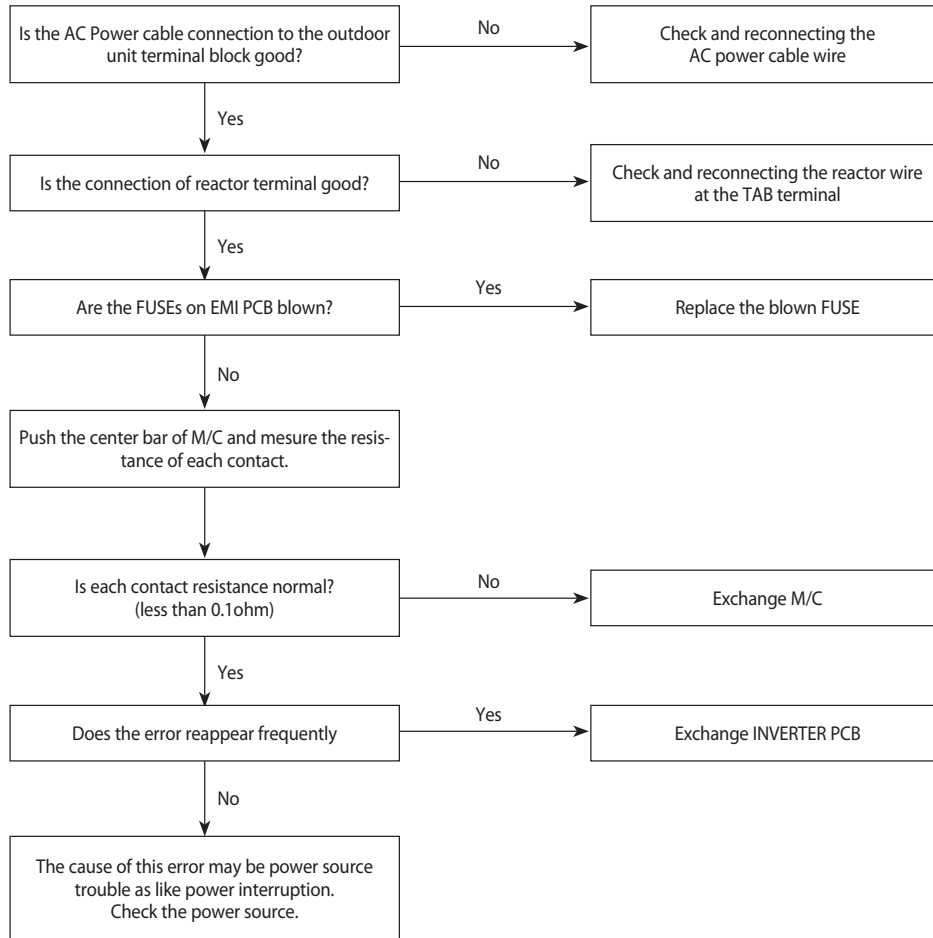 Is the AC Power cable connection to the outdoor
unit terminal block good?
No
Check and reconnecting the
AC power cable wire
Yes
Is the connection of reactor terminal good?
No
Check and reconnecting the reactor wire
at the TAB terminal
Yes
Are the FUSEs on EMI PCB blown?
Yes
Replace the blown FUSE
No
Push the center bar of M/C and mesure the resis-
tance of each contact.
Is each contact resistance normal?
(less than 0.1ohm)
No
Exchange M/C
Yes
Does the error reappear frequently
Yes
Exchange INVERTER PCB
No
The cause of this error may be power source
trouble as like power interruption.
Check the power source.